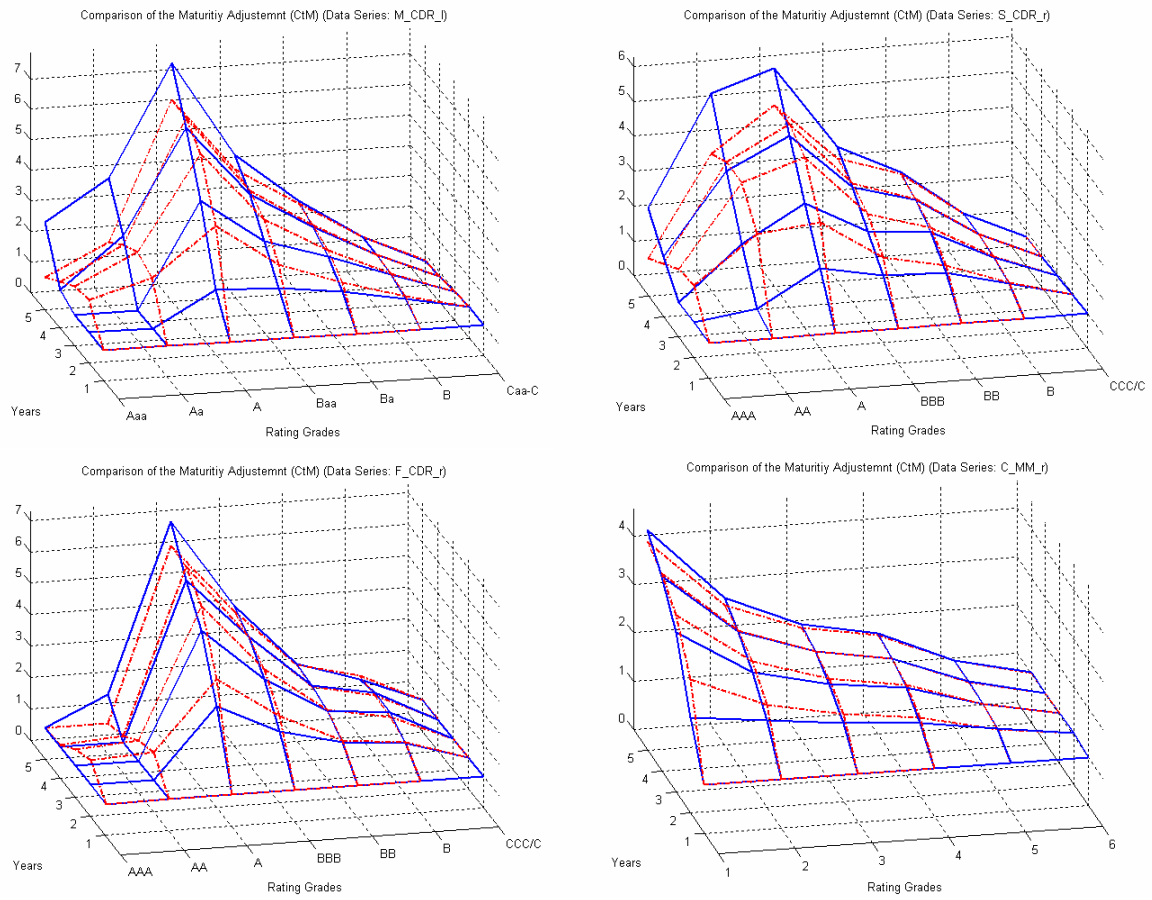 Comparison of the Maturitiy Adjustemnt (CtM) (Data Series: M_CDR_l)
7
6
5
4
3
2
1
0
5
4
3
2
1
Years
Aaa
Aa
A
Baa
Ba
B
Caa-C
Rating Grades
Comparison of the Maturitiy Adjustemnt (CtM) (Data Series: S_CDR_r)
6
5
4
3
2
1
0
5
4
3
2
1
Years
AAA
AA
A
BBB
BB
B
CCC/C
Rating Grades
Comparison of the Maturitiy Adjustemnt (CtM) (Data Series: F_CDR_r)
7
6
5
4
3
2
1
0
5
4
3
2
1
Years
AAA
AA
A
BBB
BB
B
CCC/C
Rating Grades
Comparison of the Maturitiy Adjustemnt (CtM) (Data Series: C_MM_r)
4
3
2
1
0
5
4
3
2
1
Years
1
2
3
4
5
6
Rating Grades